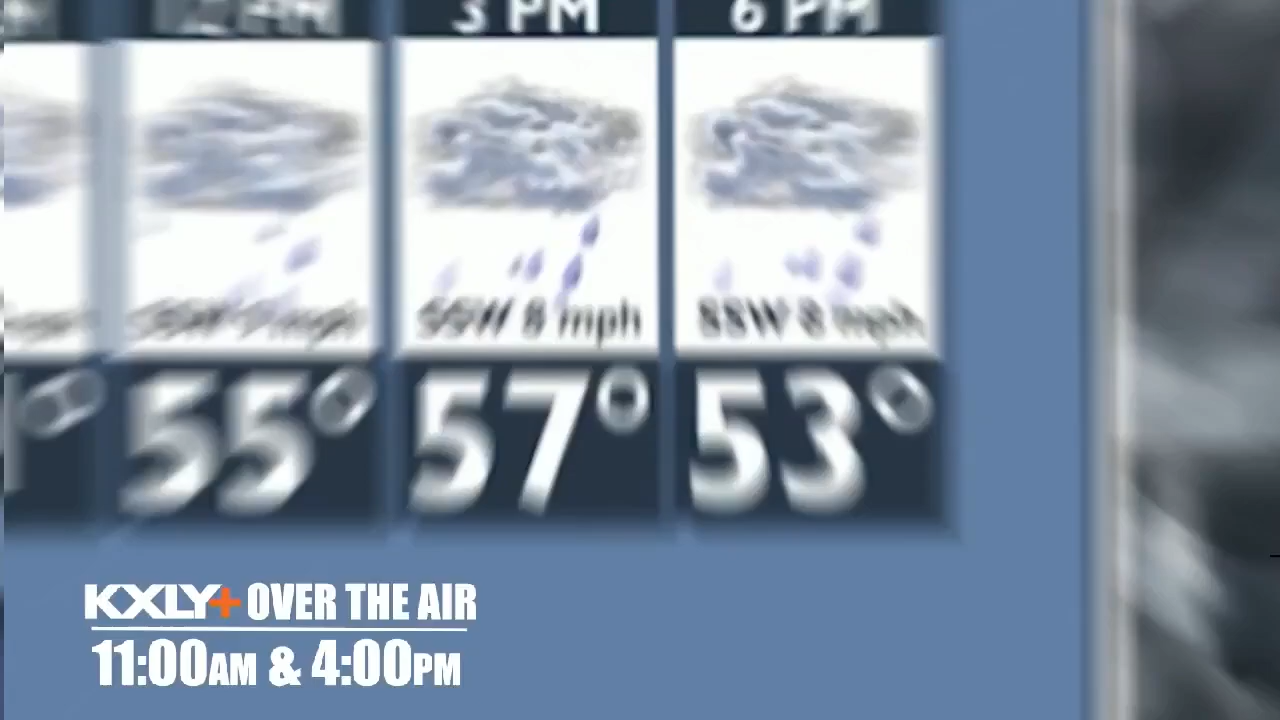 3 PM 6 PM
SSW 8 mph SSW 8 mph
55° 57° 53°
KXLY+ OVER THE AIR
11:00AM & 4:00PM